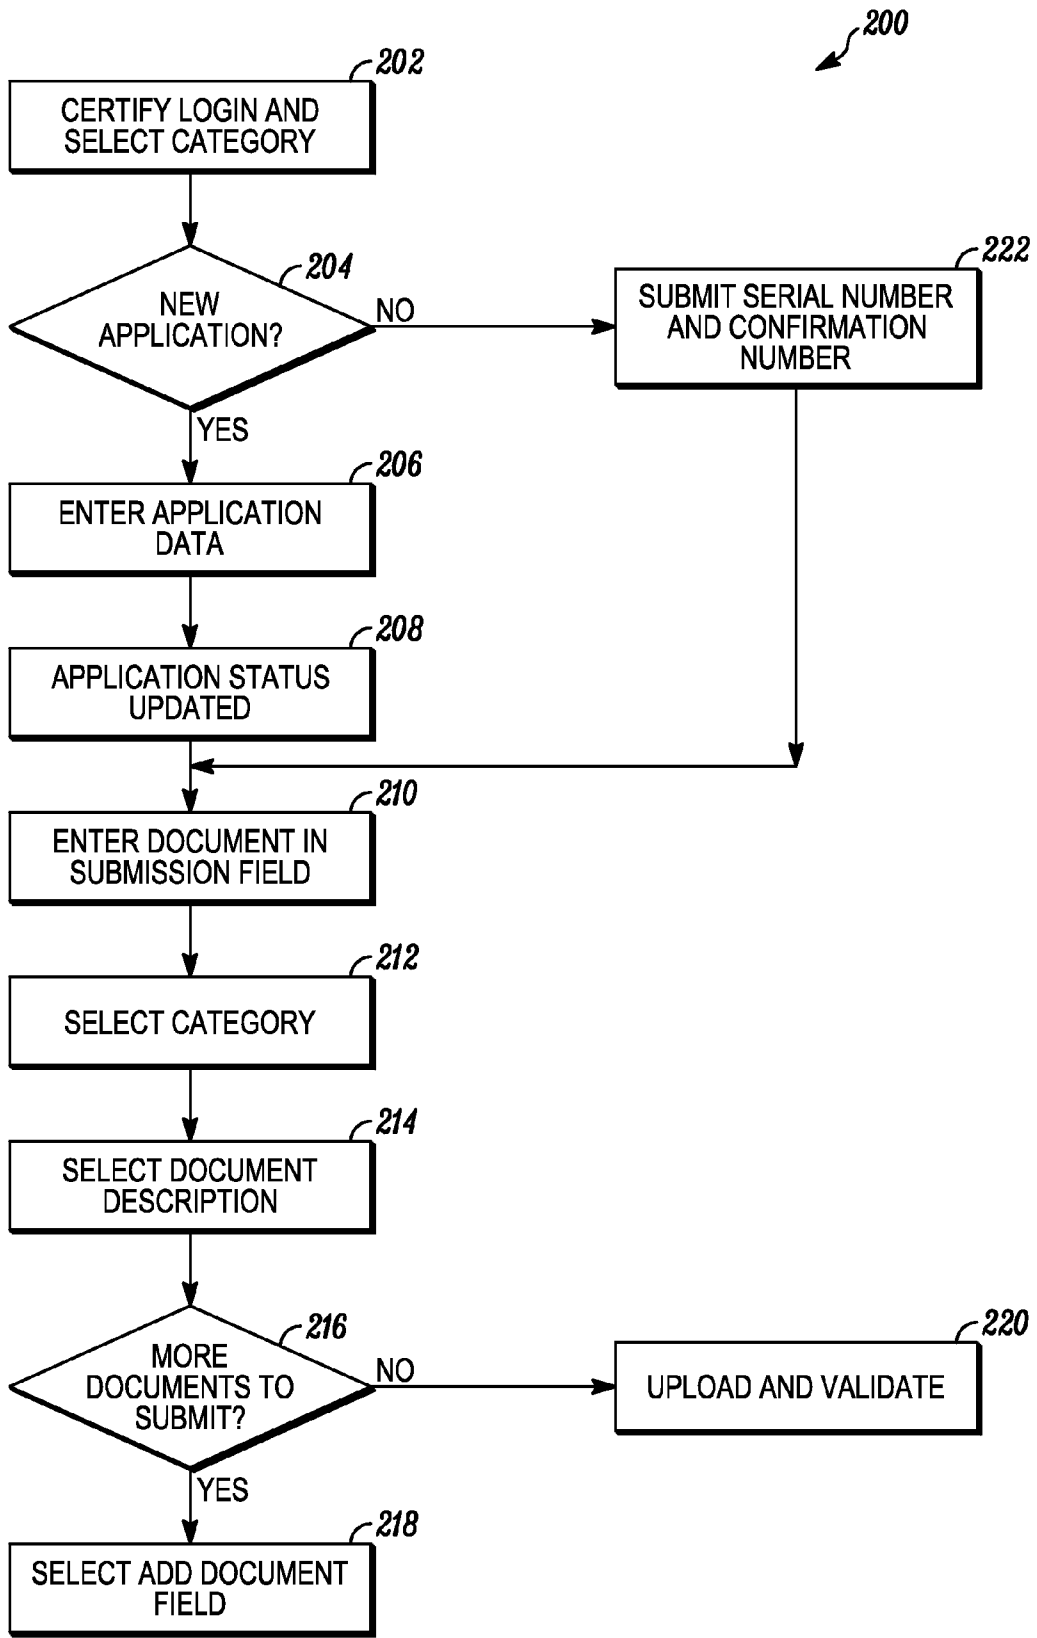 200
202
CERTIFY LOGIN AND
SELECT CATEGORY
204
NEW
APPLICATION?
NO
YES
222
SUBMIT SERIAL NUMBER
AND CONFIRMATION
NUMBER
206
ENTER APPLICATION
DATA
208
APPLICATION STATUS
UPDATED
210
ENTER DOCUMENT IN
SUBMISSION FIELD
212
SELECT CATEGORY
214
SELECT DOCUMENT
DESCRIPTION
216
MORE
DOCUMENTS TO
SUBMIT?
NO
YES
220
UPLOAD AND VALIDATE
218
SELECT ADD DOCUMENT
FIELD